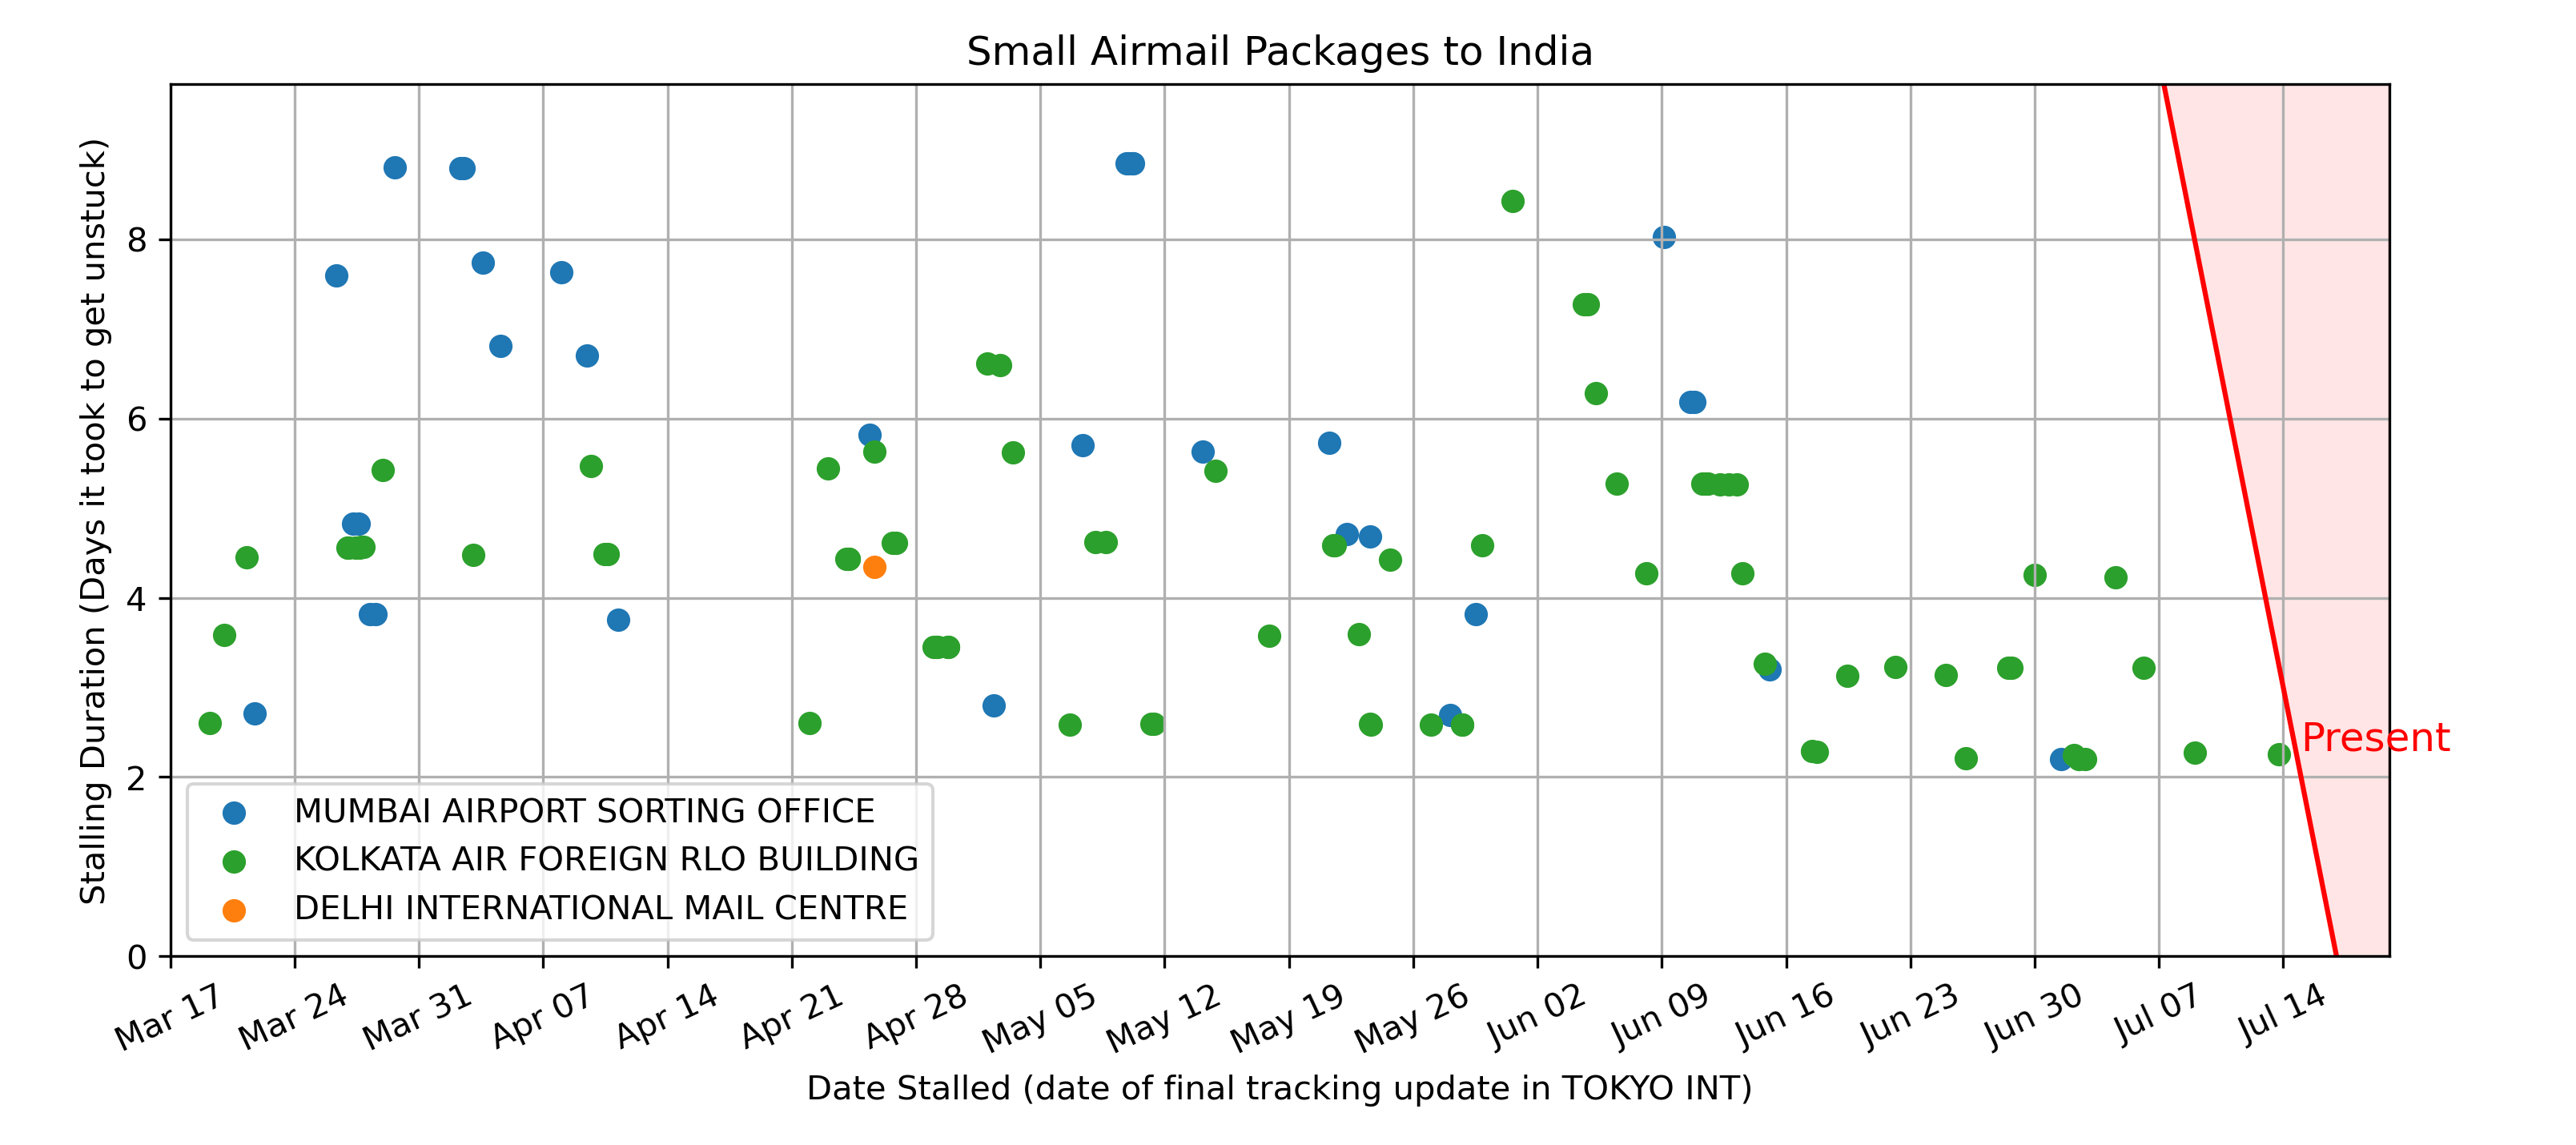 Small Airmail Packages to India
Stalling Duration (Days it took to get unstuck)
8
6
4
2
0
Present
MUMBAI AIRPORT SORTING OFFICE
KOLKATA AIR FOREIGN RLO BUILDING
DELHI INTERNATIONAL MAIL CENTRE
Mar 17
Mar 24
Mar 31
Apr 07
Apr 14
Apr 21
Apr 28
May 05
May 12
May 19
May 26
Jun 02
Jun 09
Jun 16
Jun 23
Jun 30
Jul 07
Jul 14
Date Stalled (date of final tracking update in TOKYO INT)